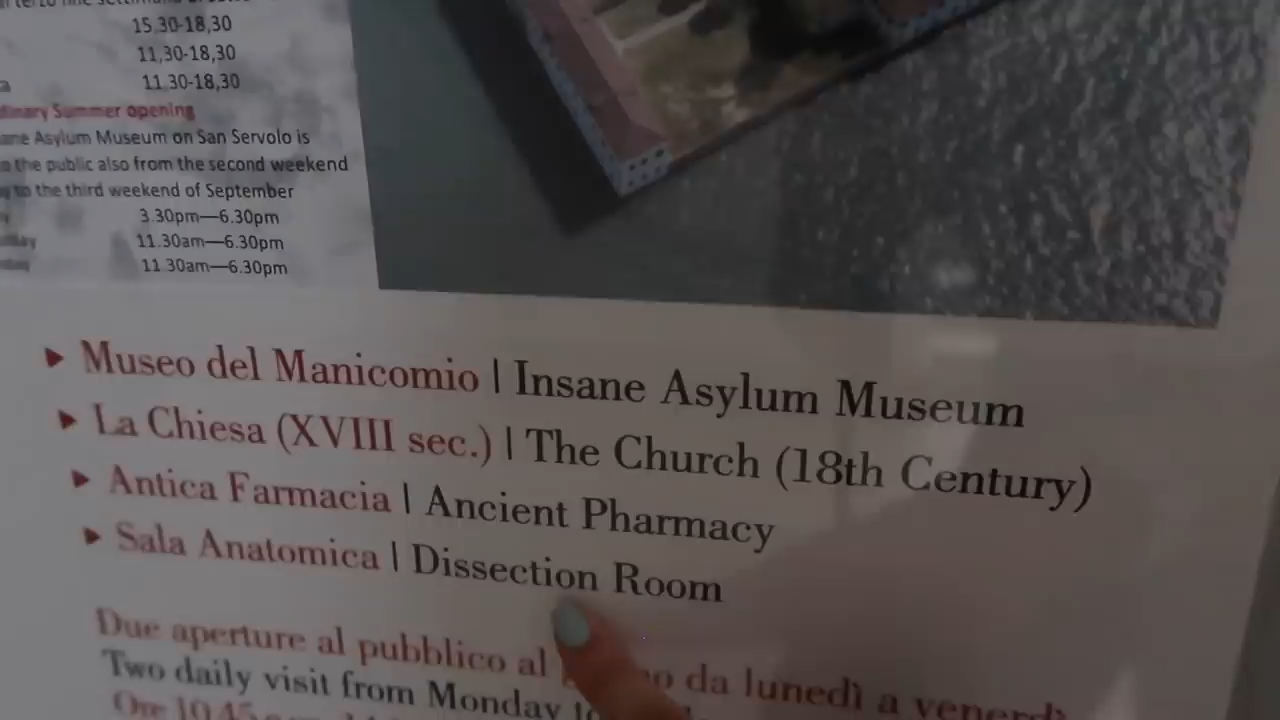 15.30-18,30
11,30-18,30
11.30-18,30
Summer opening
Asylum Museum on San Servolo is
the public also from the second weekend
to the third weekend of September
3.30pm—6.30pm
11.30am—6.30pm
11.30am—6.30pm
▸ Museo del Manicomio | Insane Asylum Museum
▸ La Chiesa (XVIII sec.) | The Church (18th Century)
▸ Antica Farmacia | Ancient Pharmacy
▸ Sala Anatomica | Dissection Room
Due aperture al pubblico al da lunedì a venerdì
Two daily visit from Monday
Ore 10.45